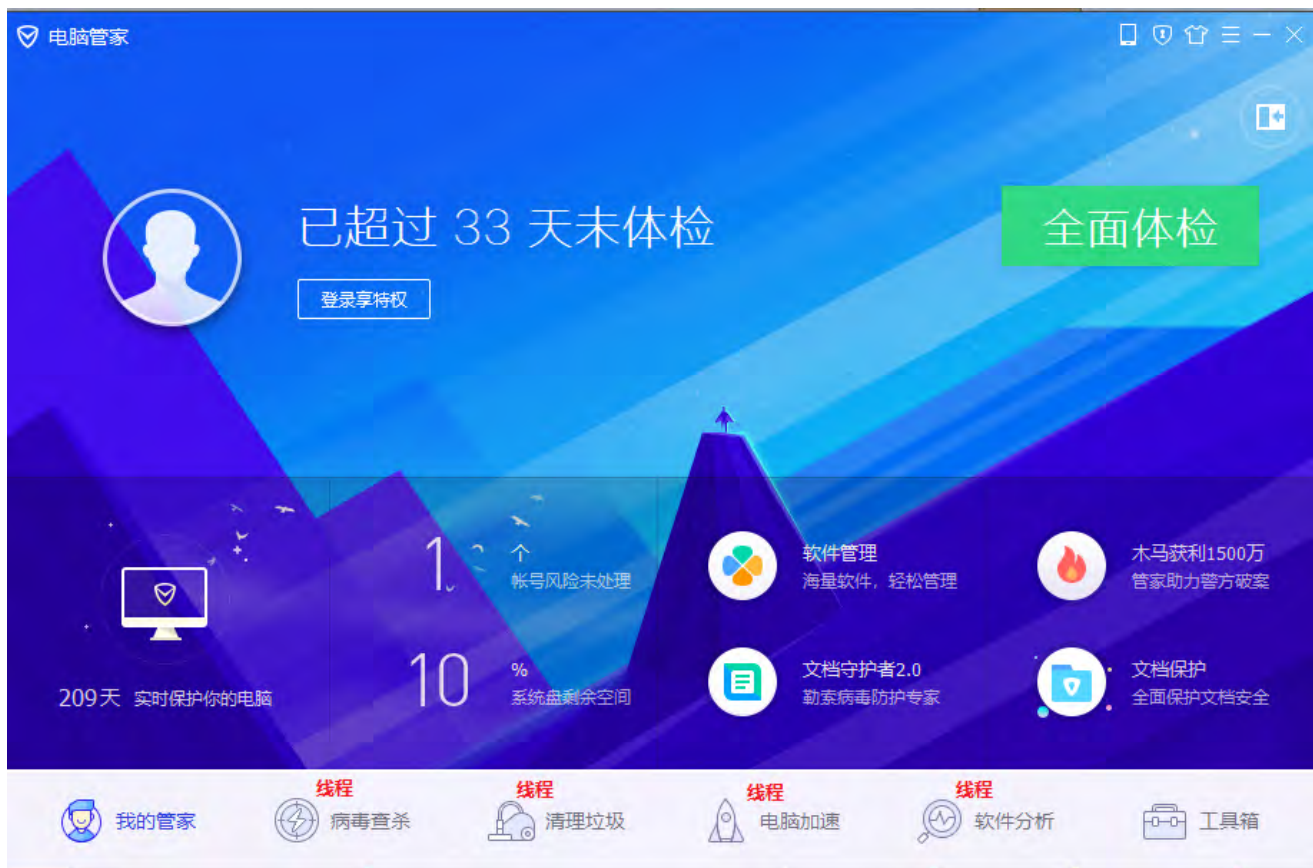 电脑管家
已超过 33 天未体检
全面体检
登录享特权
209天 实时保护你的电脑
1 个
帐号风险未处理
10 %
系统盘剩余空间
软件管理
海量软件，轻松管理
文档守护者2.0
勒索病毒防护专家
木马获利1500万
管家助力警方破案
文档保护
全面保护文档安全
线程
线程
线程
线程
我的管家
病毒查杀
清理垃圾
电脑加速
软件分析
工具箱